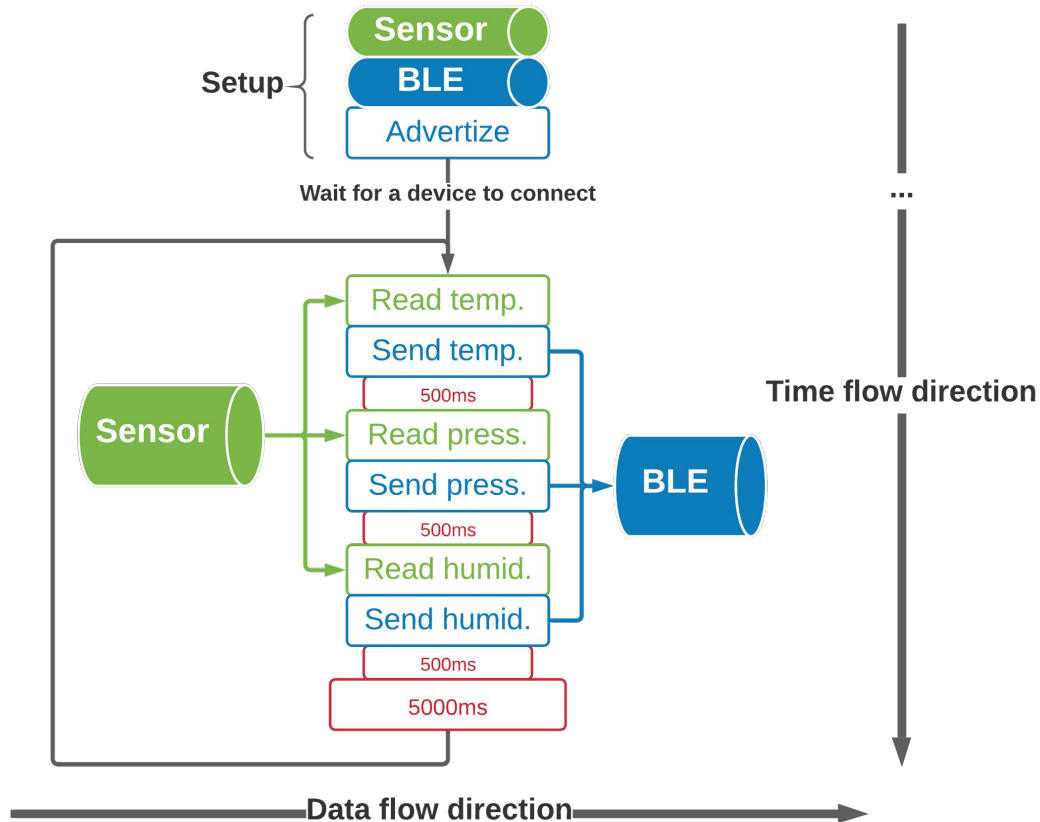 Sensor
BLE
Setup
Advertize
Wait for a device to connect
...
Read temp.
Send temp.
500ms
Time flow direction
Sensor
Read press.
Send press.
BLE
500ms
Read humid.
Send humid.
500ms
5000ms
Data flow direction